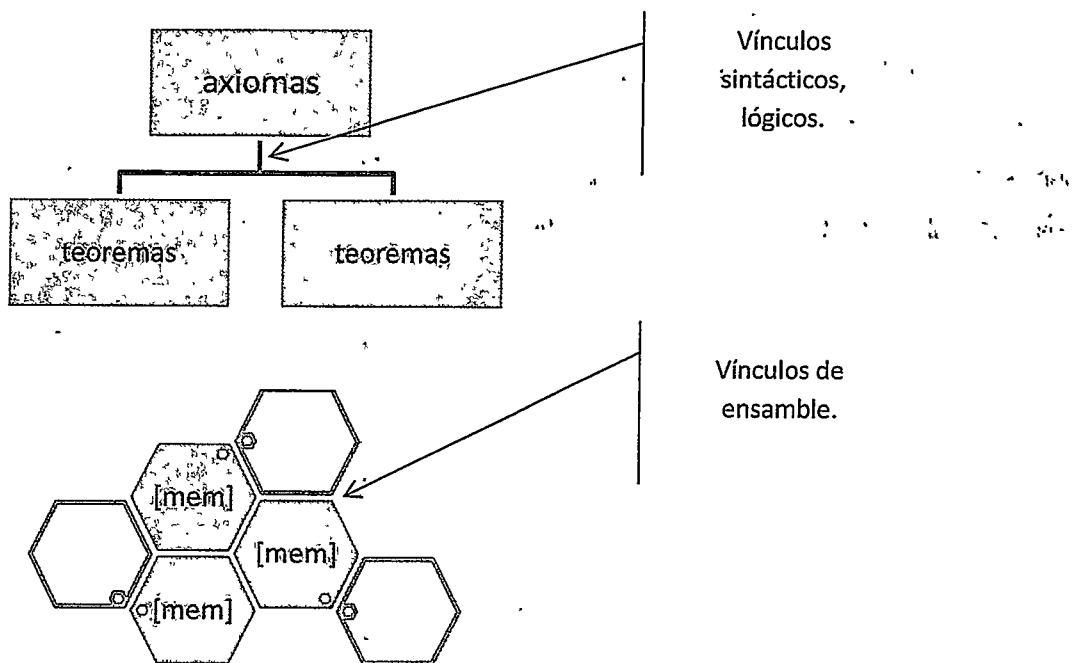 axiomas
Vínculos
sintácticos,
lógicos.
teoremas
teoremas
Vínculos de
ensamble.
[mem]
[mem]
[mem]